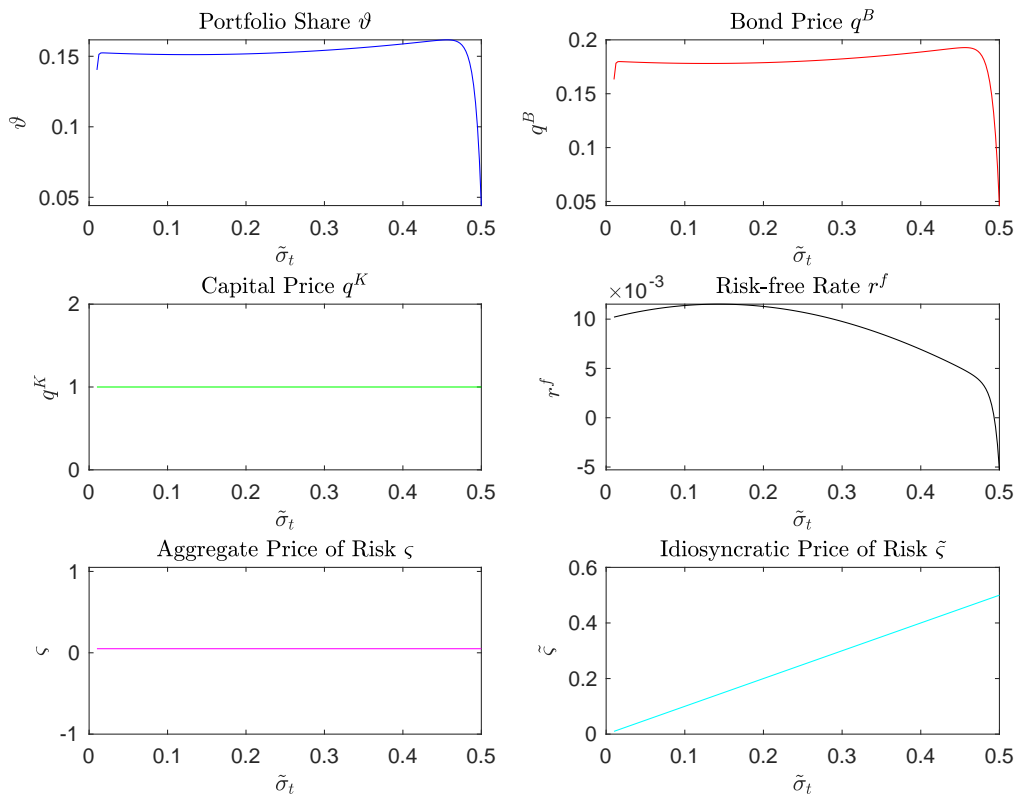 Portfolio Share ϑ
0.15
0.1
0.05
ϑ
0 0.1 0.2 0.3 0.4 0.5
σ̃_t
Bond Price q^B
0.2
0.15
0.1
0.05
q^B
0 0.1 0.2 0.3 0.4 0.5
σ̃_t
Capital Price q^K
2
1
0
q^K
0 0.1 0.2 0.3 0.4 0.5
σ̃_t
Risk-free Rate r^f
×10^-3
10
5
0
-5
r^f
0 0.1 0.2 0.3 0.4 0.5
σ̃_t
Aggregate Price of Risk ς
1
0
-1
ς
0 0.1 0.2 0.3 0.4 0.5
σ̃_t
Idiosyncratic Price of Risk ς̃
0.6
0.4
0.2
0
ς̃
0 0.1 0.2 0.3 0.4 0.5
σ̃_t